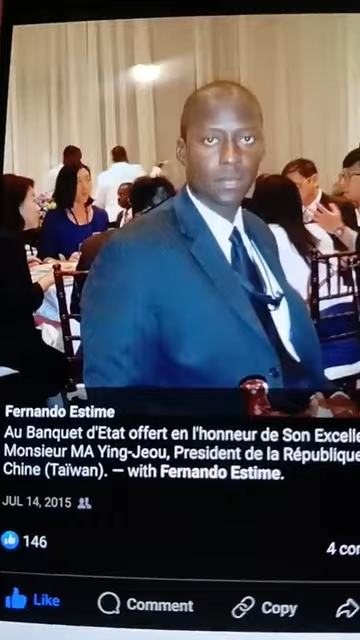 Fernando Estime
Au Banquet d'Etat offert en l'honneur de Son Excelle
Monsieur MA Ying-Jeou, President de la République
Chine (Taïwan). — with Fernando Estime.
JUL 14, 2015
146
4 co
Like
Comment
Copy